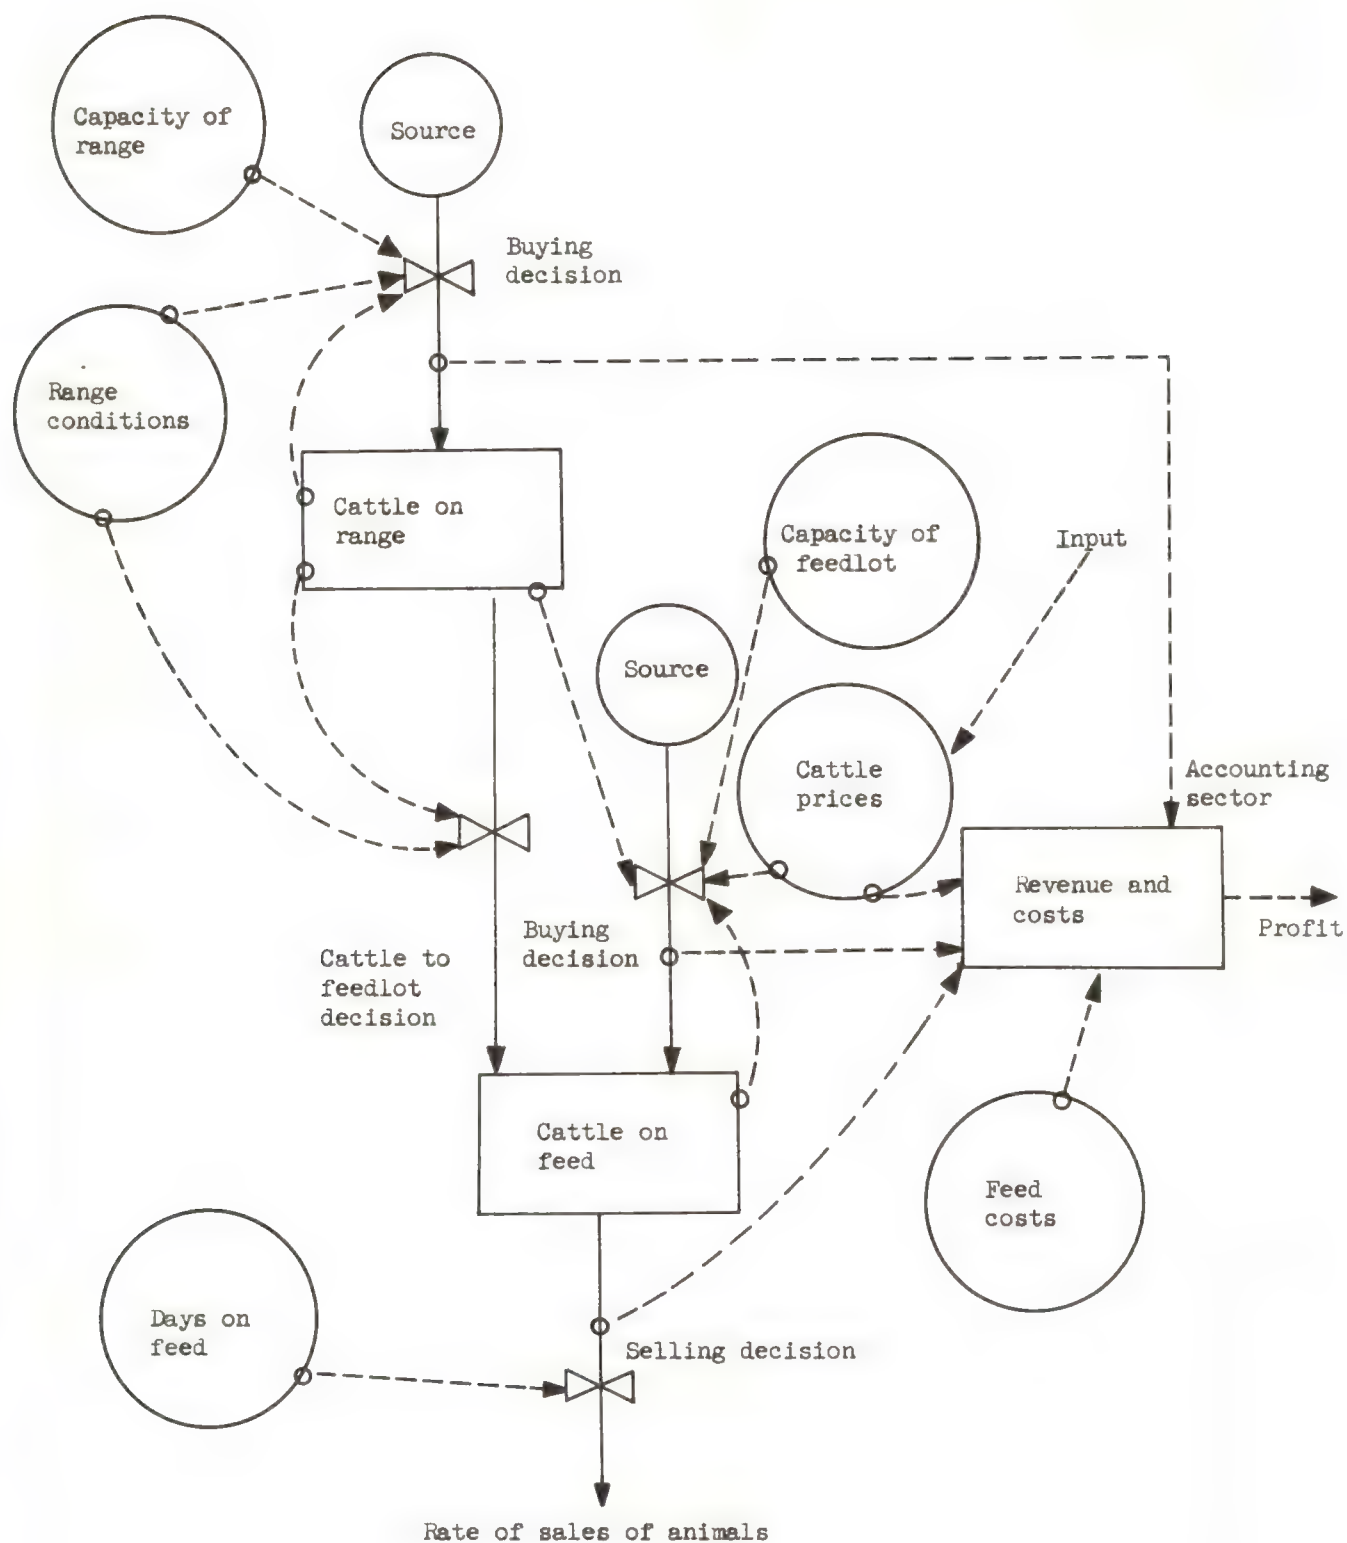 Capacity of
range
Source
Buying
decision
Range
conditions
Cattle on
range
Capacity of
feedlot
Input
Source
Cattle
prices
Accounting
sector
Revenue and
costs
Profit
Buying
decision
Cattle to
feedlot
decision
Cattle on
feed
Feed
costs
Days on
feed
Selling decision
Rate of sales of animals